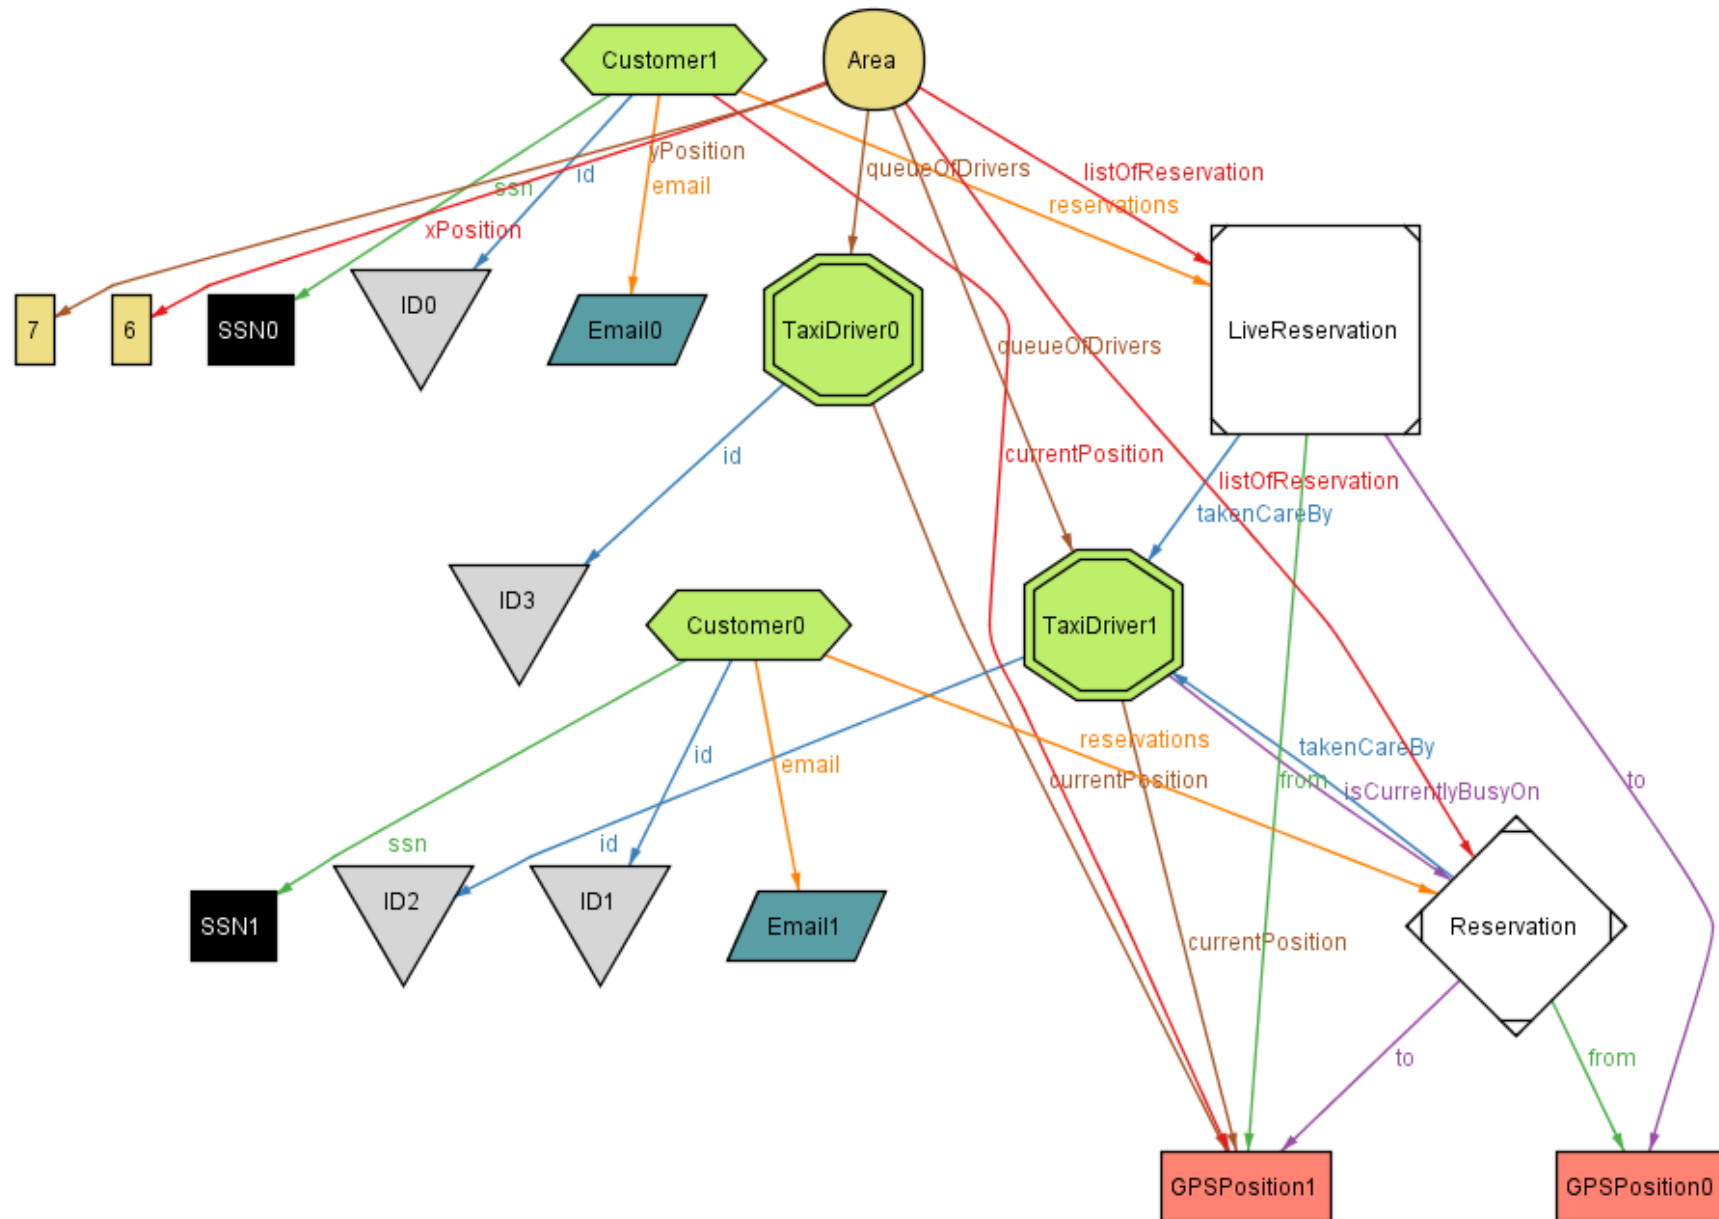 Customer1
Area
yPosition
queueOfDrivers
listOfReservation
id
ssn
email
reservations
xPosition
7
6
SSN0
ID0
Email0
TaxiDriver0
LiveReservation
queueOfDrivers
id
currentPosition
listOfReservation
takenCareBy
ID3
Customer0
TaxiDriver1
reservations
takenCareBy
id
email
currentPosition
from
isCurrentlyBusyOn
to
ssn
id
SSN1
ID2
ID1
Email1
currentPosition
Reservation
to
from
GPSPosition1
GPSPosition0